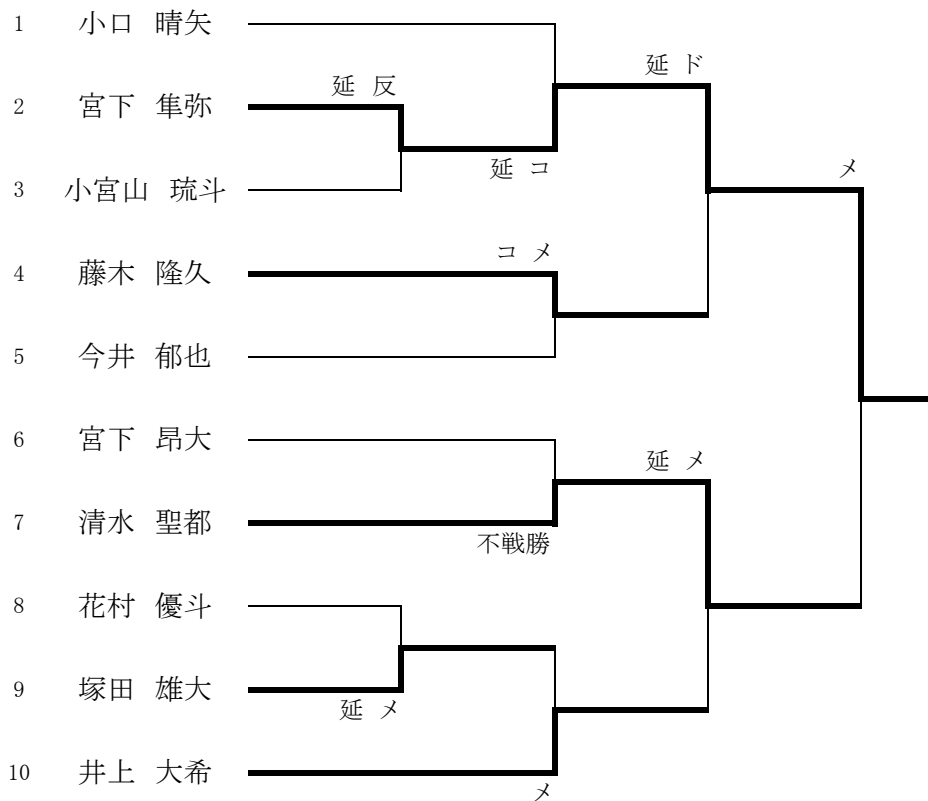 1 小口 晴矢
延 ド
延 反
2 宮下 隼弥
延 コ
メ
3 小宮山 琉斗
コ メ
4 藤木 隆久
5 今井 郁也
6 宮下 昂大
延 メ
7 清水 聖都
不戦勝
8 花村 優斗
9 塚田 雄大
延 メ
10 井上 大希
メ